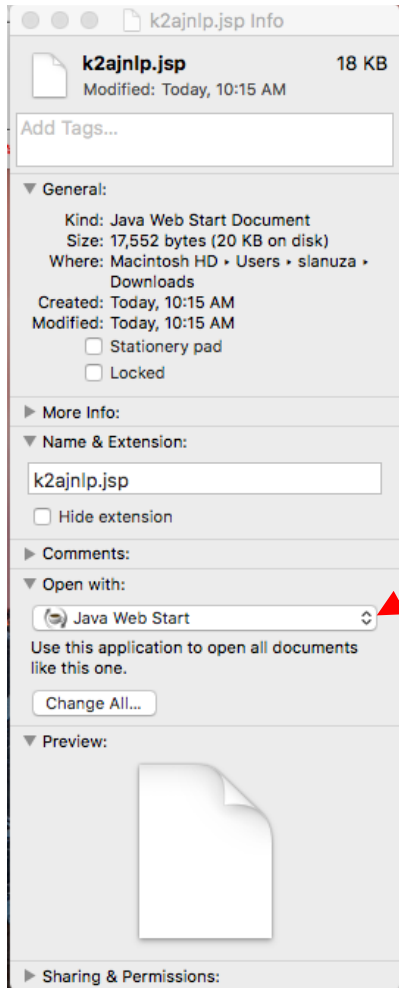 k2ajnlp.jsp Info
k2ajnlp.jsp 18 KB
Modified: Today, 10:15 AM
Add Tags...
General:
Kind: Java Web Start Document
Size: 17,552 bytes (20 KB on disk)
Where: Macintosh HD ▸ Users ▸ slanuza ▸
Downloads
Created: Today, 10:15 AM
Modified: Today, 10:15 AM
Stationery pad
Locked
More Info:
Name & Extension:
k2ajnlp.jsp
Hide extension
Comments:
Open with:
Java Web Start
Use this application to open all documents
like this one.
Change All...
Preview:
Sharing & Permissions: